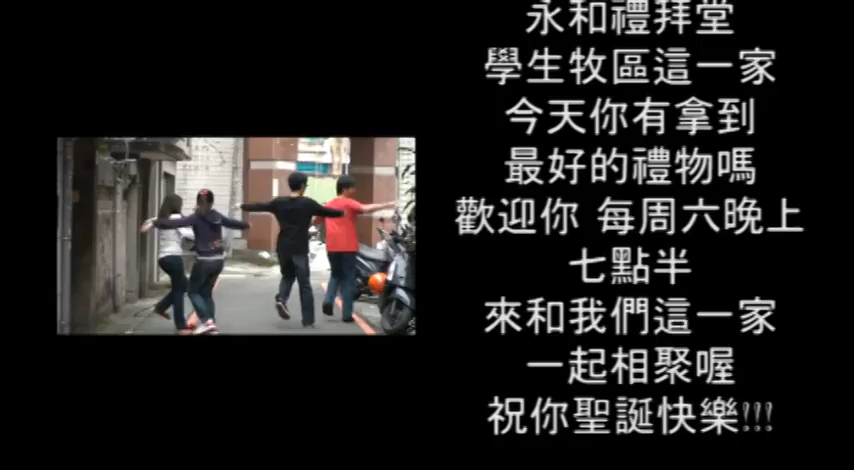 永和禮拜堂
學生牧區這一家
今天你有拿到
最好的禮物嗎
歡迎你 每周六晚上
七點半
來和我們這一家
一起相聚喔
祝你聖誕快樂!!!